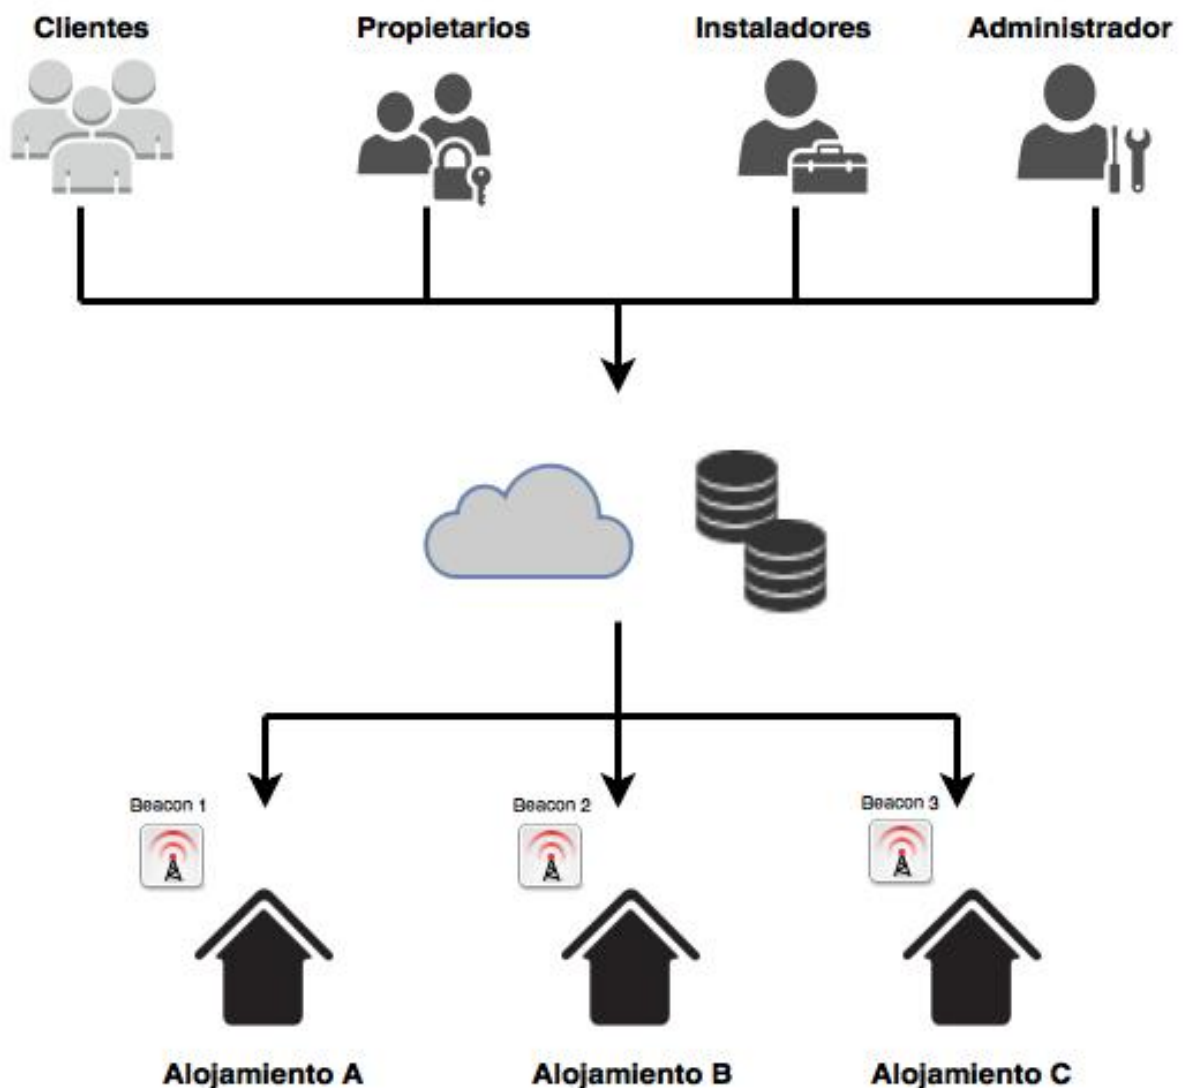 Clientes
Propietarios
Instaladores
Administrador
Beacon 1
Beacon 2
Beacon 3
Alojamiento A
Alojamiento B
Alojamiento C